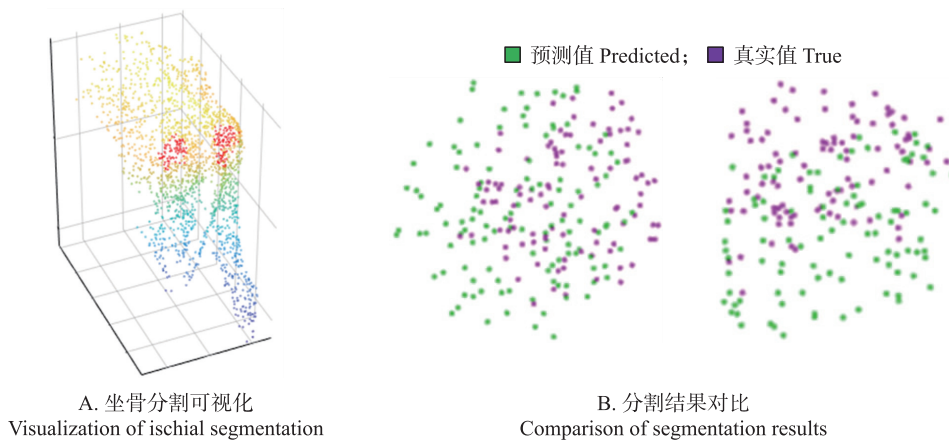 预测值 Predicted； 真实值 True
A. 坐骨分割可视化
Visualization of ischial segmentation
B. 分割结果对比
Comparison of segmentation results